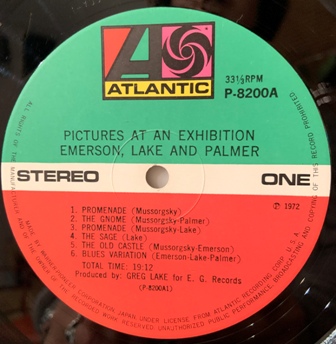 ATLANTIC
33⅓RPM
P-8200A
PICTURES AT AN EXHIBITION
EMERSON, LAKE AND PALMER
STEREO
ONE
Ⓟ 1972
1. PROMENADE (Mussorgsky)
2. THE GNOME (Mussorgsky-Palmer)
3. PROMENADE (Mussorgsky-Lake)
4. THE SAGE (Lake)
5. THE OLD CASTLE (Mussorgsky-Emerson)
6. BLUES VARIATION (Emerson-Lake-Palmer)
TOTAL TIME: 19:12
Produced by: GREG LAKE for E. G. Records
(P-8200A1)
ALL RIGHTS OF THE MANUFACTURER AND OF THE OWNER OF THE RECORDED WORK RESERVED UNAUTHORIZED PUBLIC PERFORMANCE, BROADCASTING AND COPYING OF THIS RECORD PROHIBITED
MADE BY WARNER-PIONEER CORPORATION JAPAN UNDER LICENSE FROM ATLANTIC RECORDING CORP. U.S.A.